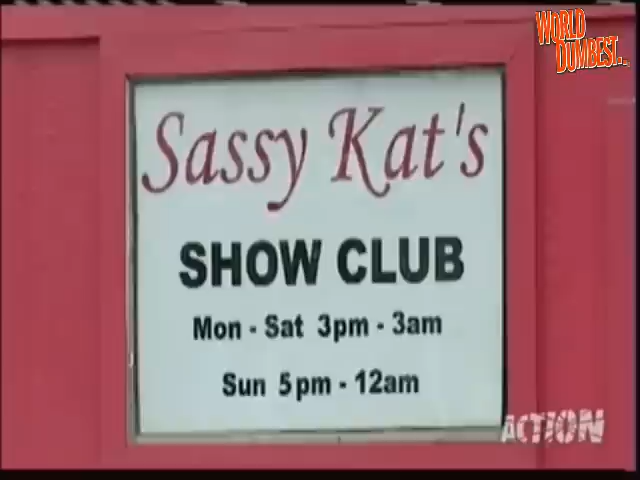 WORLD
DUMBEST...
Sassy Kat's
SHOW CLUB
Mon - Sat 3pm - 3am
Sun 5pm - 12am
ACTION